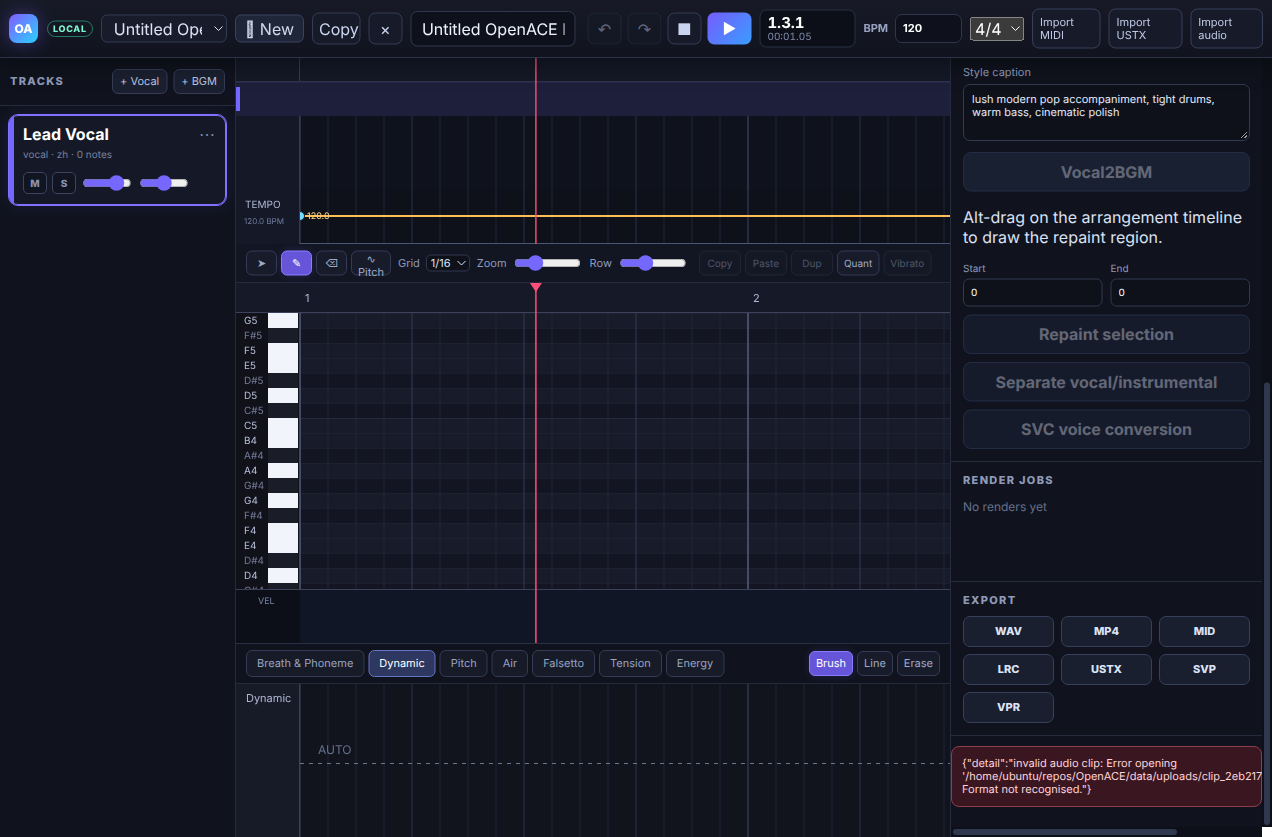 OA
LOCAL
Untitled Ope
New
Copy
×
Untitled OpenACE
1.3.1
00:01.05
BPM
120
4/4
Import
MIDI
Import
USTX
Import
audio
TRACKS
+ Vocal
+ BGM
Lead Vocal
...
vocal · zh · 0 notes
M
S
TEMPO
120.0 BPM
120.0
Pitch
Grid
1/16
Zoom
Row
Copy
Paste
Dup
Quant
Vibrato
1
2
G5
F#5
F5
E5
D#5
D5
C#5
C5
B4
A#4
A4
G#4
G4
F#4
F4
E4
D#4
D4
VEL
Breath & Phoneme
Dynamic
Pitch
Air
Falsetto
Tension
Energy
Brush
Line
Erase
Dynamic
AUTO
Style caption
lush modern pop accompaniment, tight drums,
warm bass, cinematic polish
Vocal2BGM
Alt-drag on the arrangement timeline
to draw the repaint region.
Start
End
0
0
Repaint selection
Separate vocal/instrumental
SVC voice conversion
RENDER JOBS
No renders yet
EXPORT
WAV
MP4
MID
LRC
USTX
SVP
VPR
{"detail":"invalid audio clip: Error opening
'/home/ubuntu/repos/OpenACE/data/uploads/clip_2eb217
Format not recognised."}